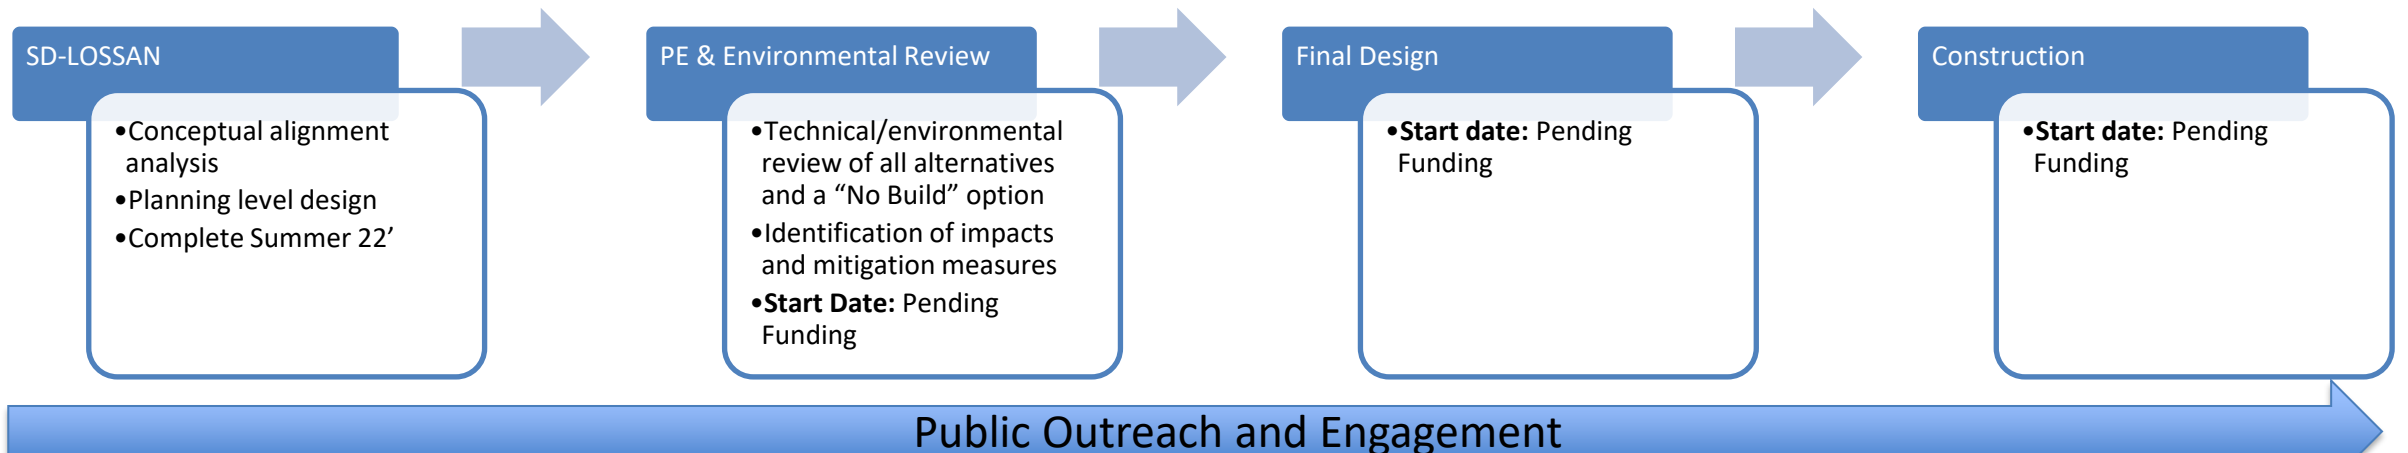 SD-LOSSAN
•Conceptual alignment
analysis
•Planning level design
•Complete Summer 22’
PE & Environmental Review
•Technical/environmental
review of all alternatives
and a “No Build” option
•Identification of impacts
and mitigation measures
•Start Date: Pending
Funding
Final Design
•Start date: Pending
Funding
Construction
•Start date: Pending
Funding
Public Outreach and Engagement